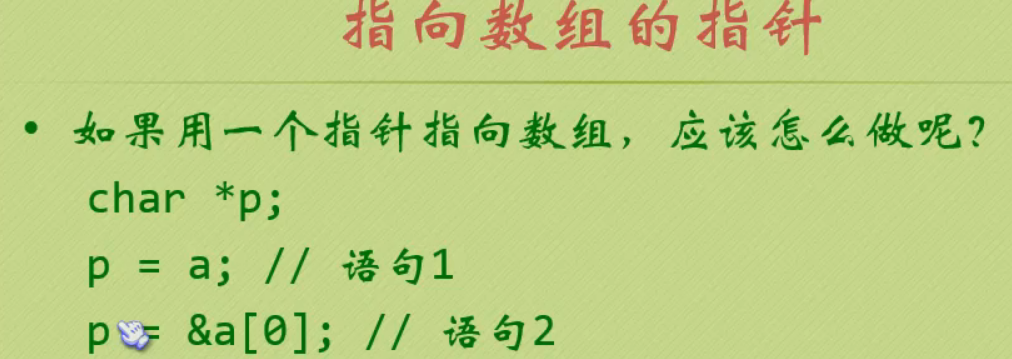 指向数组的指针
• 如果用一个指针指向数组，应该怎么做呢？
char *p;
p = a; // 语句1
p = &a[0]; // 语句2